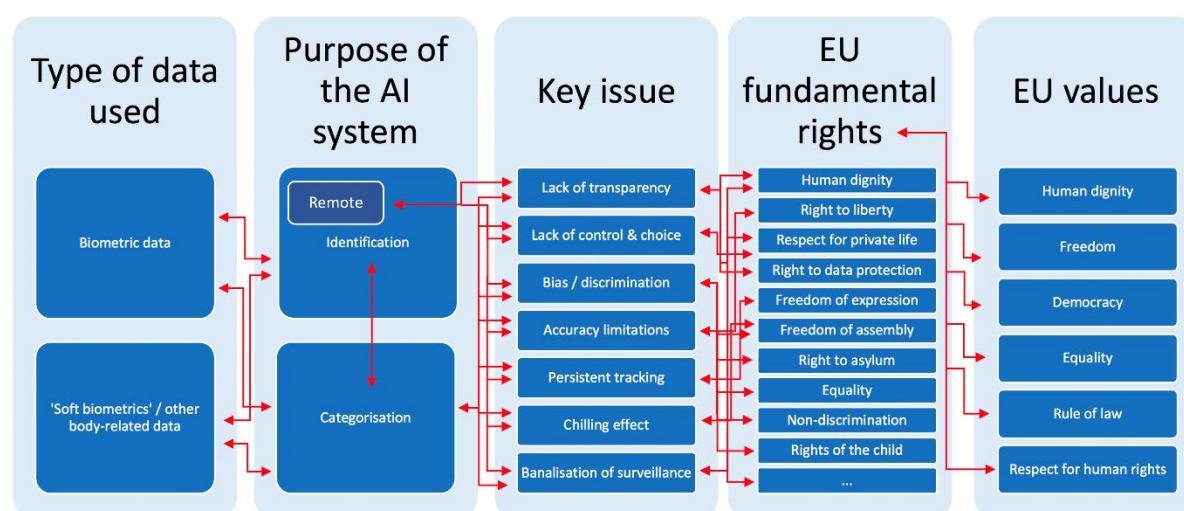 Type of data
used
Biometric data
'Soft biometrics' / other
body-related data
Purpose of
the AI
system
Remote
Identification
Categorisation
Key issue
Lack of transparency
Lack of control & choice
Bias / discrimination
Accuracy limitations
Persistent tracking
Chilling effect
Banalisation of surveillance
EU
fundamental
rights
Human dignity
Right to liberty
Respect for private life
Right to data protection
Freedom of expression
Freedom of assembly
Right to asylum
Equality
Non-discrimination
Rights of the child
...
EU values
Human dignity
Freedom
Democracy
Equality
Rule of law
Respect for human rights